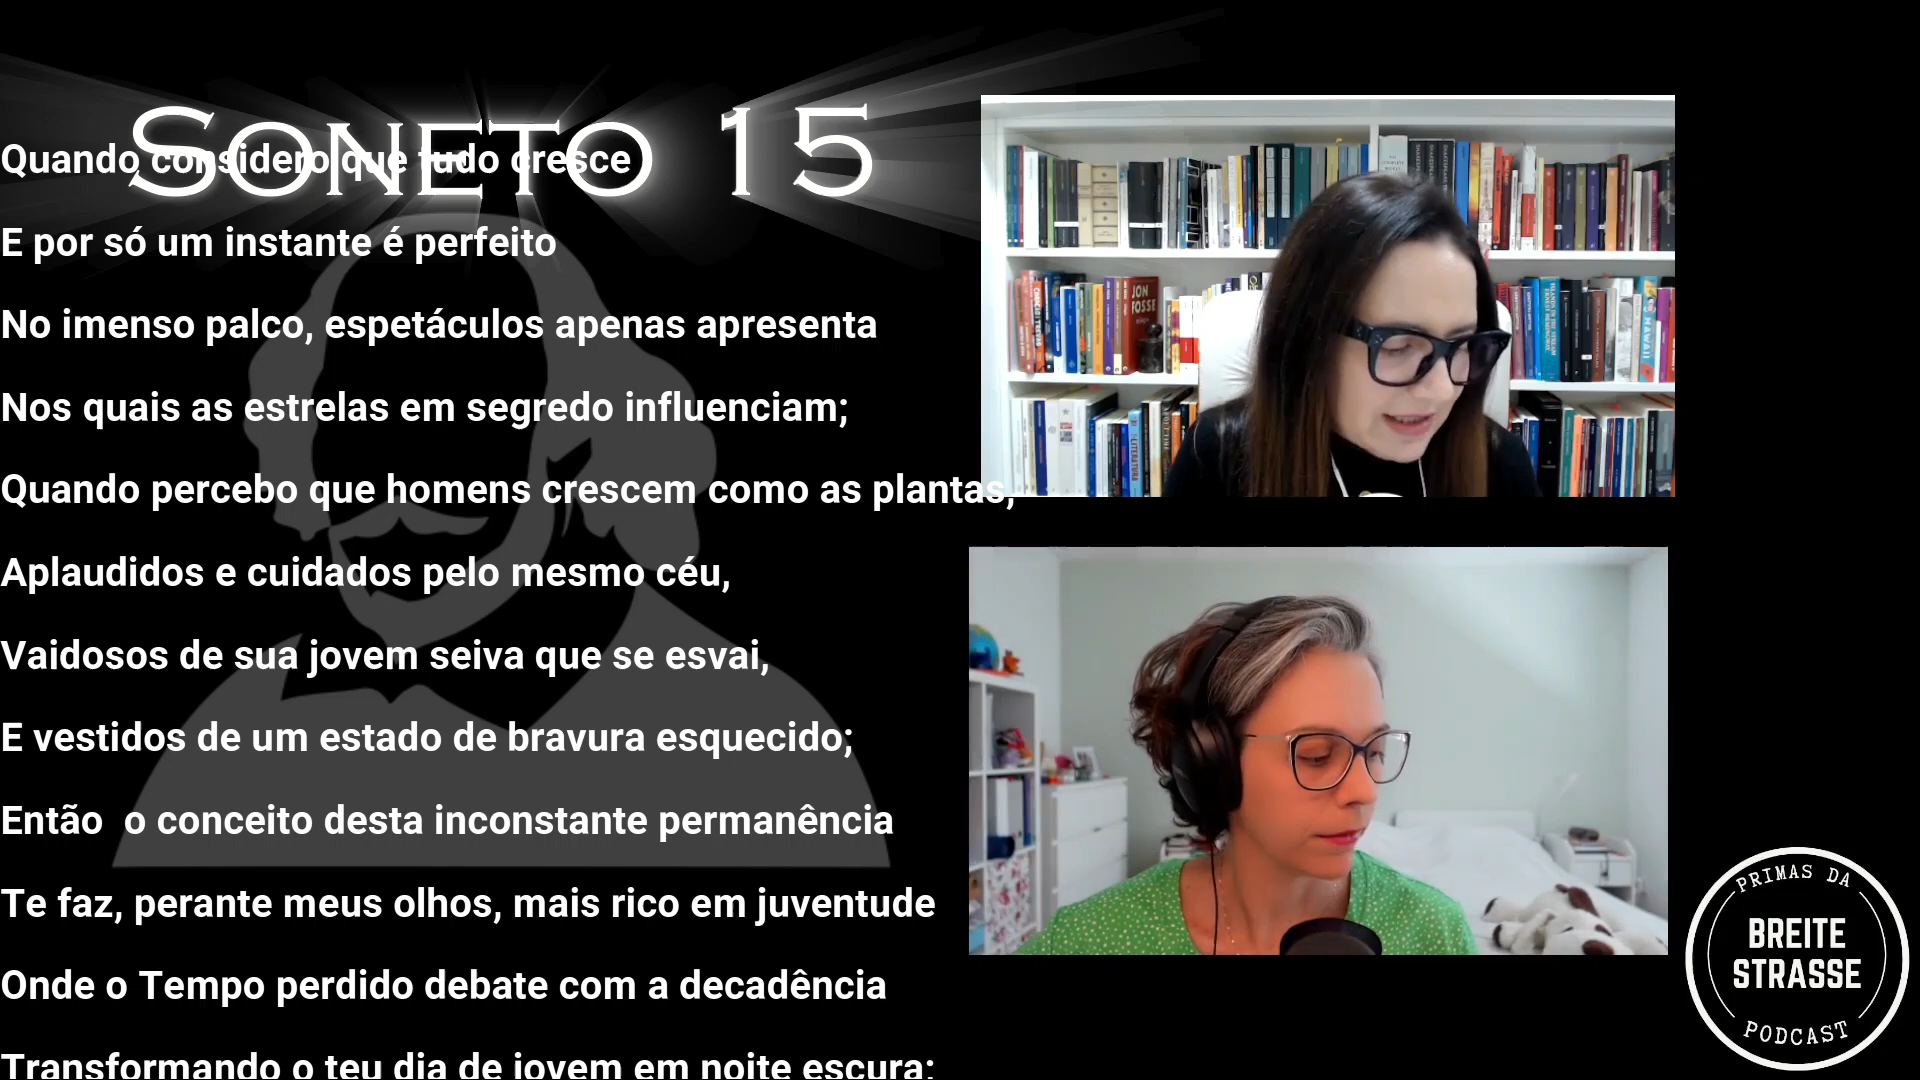 SONETO 15
Quando considero que tudo cresce
E por só um instante é perfeito
No imenso palco, espetáculos apenas apresenta
Nos quais as estrelas em segredo influenciam;
Quando percebo que homens crescem como as plantas,
Aplaudidos e cuidados pelo mesmo céu,
Vaidosos de sua jovem seiva que se esvai,
E vestidos de um estado de bravura esquecido;
Então  o conceito desta inconstante permanência
Te faz, perante meus olhos, mais rico em juventude
Onde o Tempo perdido debate com a decadência
Transformando o teu dia de jovem em noite escura;
JON
FOSSE
HAWAII
PRIMAS DA
BREITE
STRASSE
PODCAST